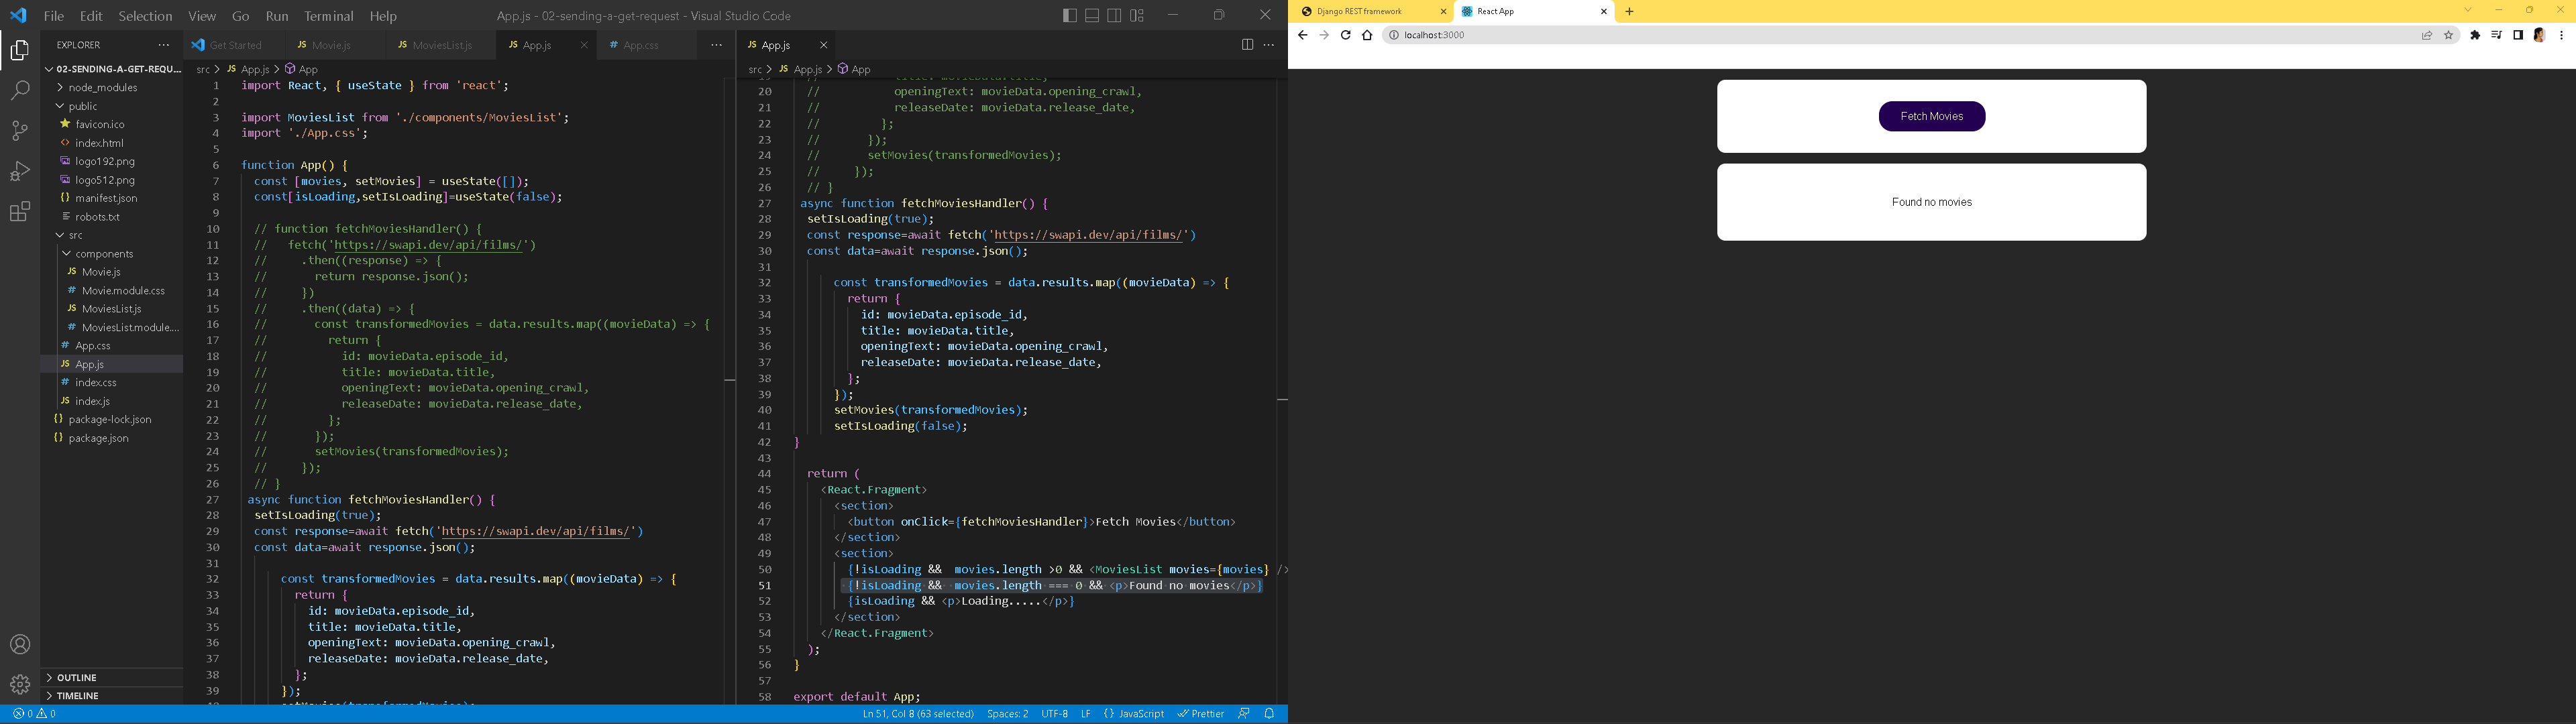 File Edit Selection View Go Run Terminal Help
App.js - 02-sending-a-get-request - Visual Studio Code
EXPLORER
02-SENDING-A-GET-REQU...
node_modules
public
favicon.ico
index.html
logo192.png
logo512.png
manifest.json
robots.txt
src
components
Movie.js
Movie.module.css
MoviesList.js
MoviesList.module....
App.css
App.js
index.css
index.js
package-lock.json
package.json
OUTLINE
TIMELINE
Get Started Movie.js MoviesList.js App.js App.css
src > App.js > App
1 import React, { useState } from 'react';
2
3 import MoviesList from './components/MoviesList';
4 import './App.css';
5
6 function App() {
7 const [movies, setMovies] = useState([]);
8 const[isLoading,setIsLoading]=useState(false);
9
10 // function fetchMoviesHandler() {
11 // fetch('https://swapi.dev/api/films/')
12 // .then((response) => {
13 // return response.json();
14 // })
15 // .then((data) => {
16 // const transformedMovies = data.results.map((movieData) => {
17 // return {
18 // id: movieData.episode_id,
19 // title: movieData.title,
20 // openingText: movieData.opening_crawl,
21 // releaseDate: movieData.release_date,
22 // };
23 // });
24 // setMovies(transformedMovies);
25 // });
26 // }
27 async function fetchMoviesHandler() {
28 setIsLoading(true);
29 const response=await fetch('https://swapi.dev/api/films/')
30 const data=await response.json();
31
32 const transformedMovies = data.results.map((movieData) => {
33 return {
34 id: movieData.episode_id,
35 title: movieData.title,
36 openingText: movieData.opening_crawl,
37 releaseDate: movieData.release_date,
38 };
39 });
App.js
src > App.js > App
20 // openingText: movieData.opening_crawl,
21 // releaseDate: movieData.release_date,
22 // };
23 // });
24 // setMovies(transformedMovies);
25 // });
26 // }
27 async function fetchMoviesHandler() {
28 setIsLoading(true);
29 const response=await fetch('https://swapi.dev/api/films/')
30 const data=await response.json();
31
32 const transformedMovies = data.results.map((movieData) => {
33 return {
34 id: movieData.episode_id,
35 title: movieData.title,
36 openingText: movieData.opening_crawl,
37 releaseDate: movieData.release_date,
38 };
39 });
40 setMovies(transformedMovies);
41 setIsLoading(false);
42 }
43
44 return (
45 <React.Fragment>
46 <section>
47 <button onClick={fetchMoviesHandler}>Fetch Movies</button>
48 </section>
49 <section>
50 {!isLoading && movies.length >0 && <MoviesList movies={movies} />
51 {!isLoading && movies.length === 0 && <p>Found no movies</p>}
52 {isLoading && <p>Loading.....</p>}
53 </section>
54 </React.Fragment>
55 );
56 }
57
58 export default App;
0 0
Ln 51, Col 8 (63 selected) Spaces: 2 UTF-8 LF {} JavaScript Prettier
Django REST framework
React App
localhost:3000
Fetch Movies
Found no movies